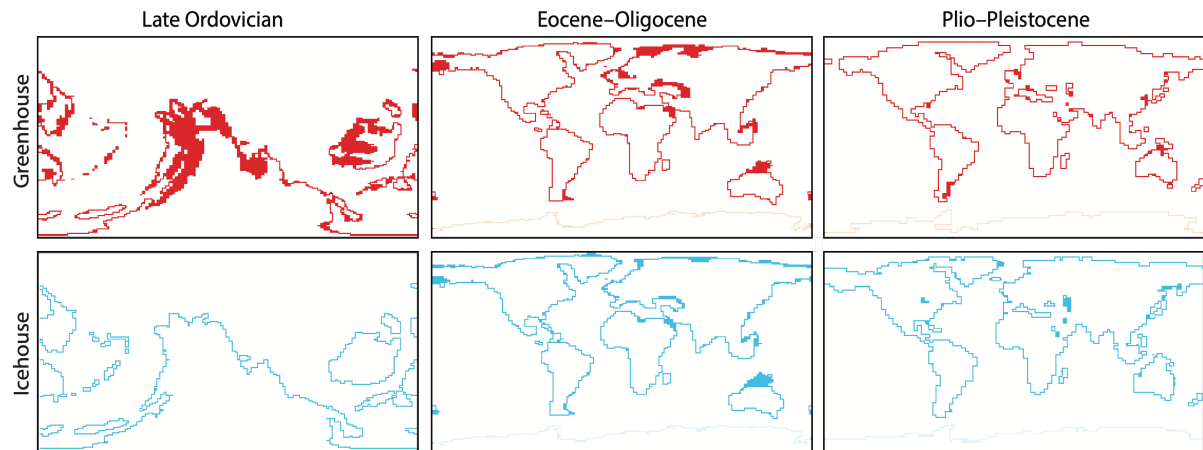 Late Ordovician
Eocene–Oligocene
Plio–Pleistocene
Greenhouse
Icehouse